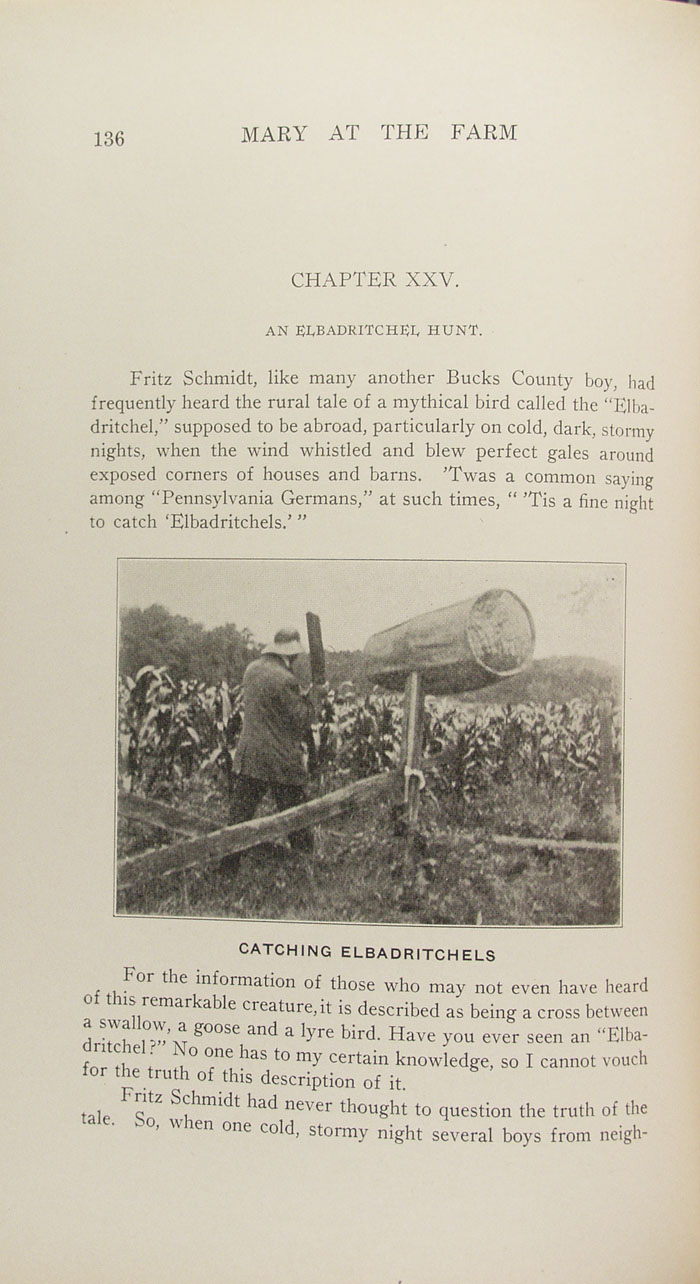 136
MARY AT THE FARM
CHAPTER XXV.
AN ELBADRITCHEL HUNT.
Fritz Schmidt, like many another Bucks County boy, had
frequently heard the rural tale of a mythical bird called the “Elba-
dritchel,” supposed to be abroad, particularly on cold, dark, stormy
nights, when the wind whistled and blew perfect gales around
exposed corners of houses and barns. ’Twas a common saying
among “Pennsylvania Germans,” at such times, “ ’Tis a fine night
to catch ‘Elbadritchels.’ ”
CATCHING ELBADRITCHELS
For the information of those who may not even have heard
of this remarkable creature, it is described as being a cross between
a swallow, a goose and a lyre bird. Have you ever seen an “Elba-
dritchel?” No one has to my certain knowledge, so I cannot vouch
for the truth of this description of it.
Fritz Schmidt had never thought to question the truth of the
tale. So, when one cold, stormy night several boys from neigh-